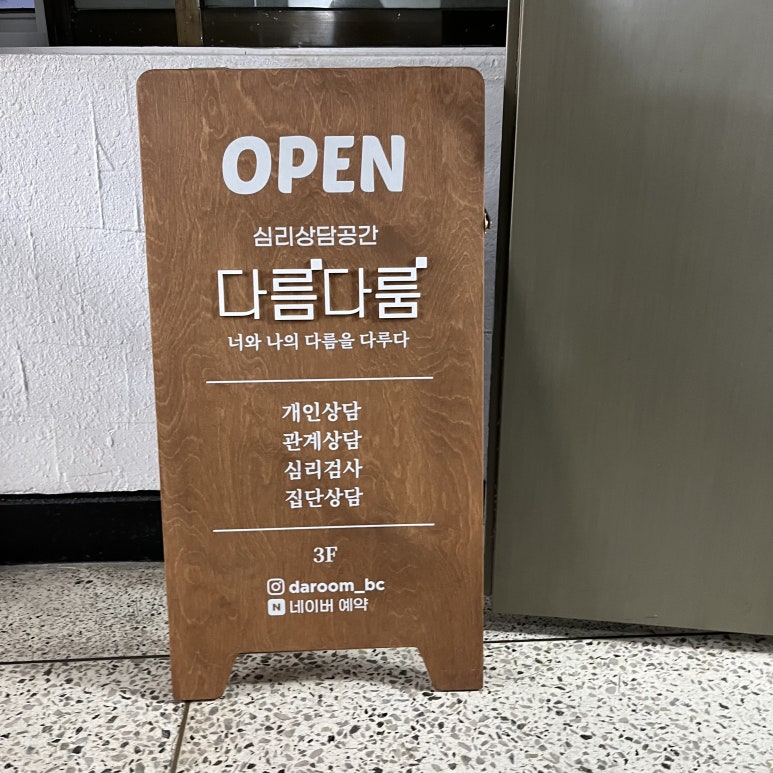 OPEN
심리상담공간
다름다룸
너와 나의 다름을 다루다
개인상담
관계상담
심리검사
집단상담
3F
daroom_bc
N 네이버 예약